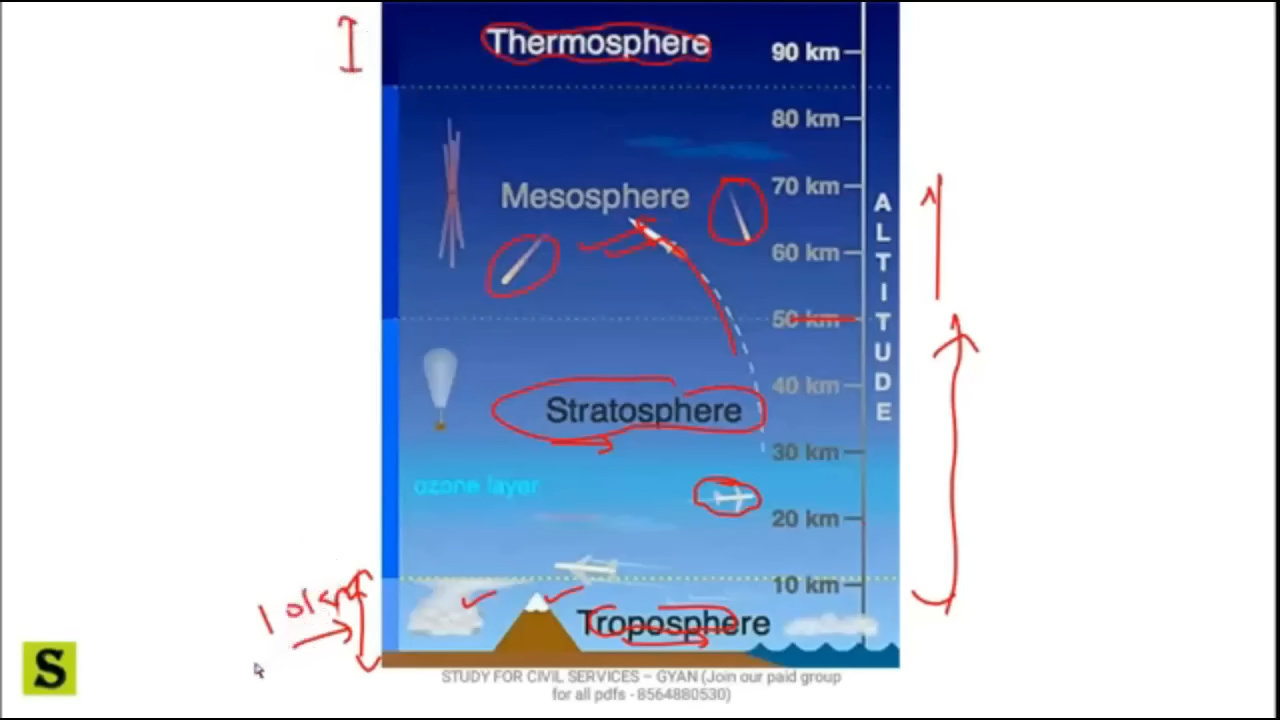 Thermosphere
90 km
80 km
Mesosphere
70 km
60 km
50 km
ALTITUDE
40 km
Stratosphere
30 km
ozone layer
20 km
10 km
Troposphere
S
STUDY FOR CIVIL SERVICES – GYAN (Join our paid group
for all pdfs - 8564880530)